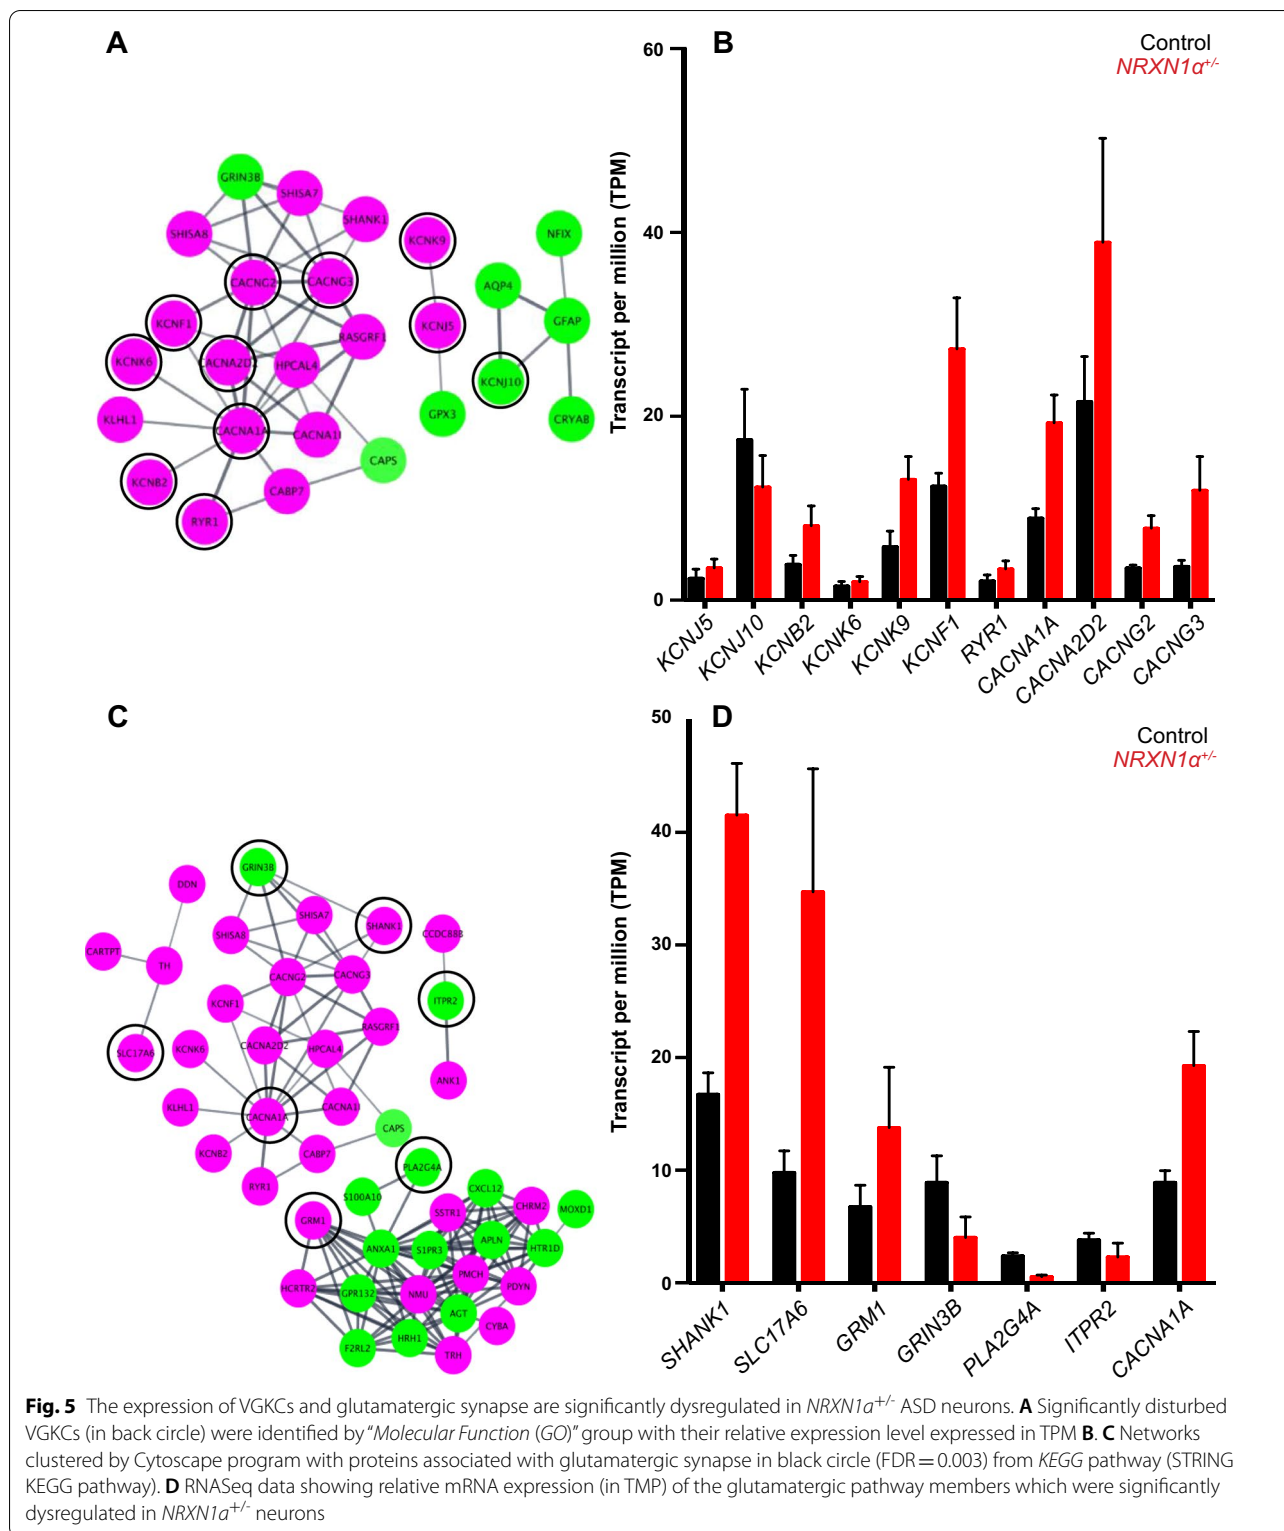 A
GRIN3B
SHISA7
SHANK1
SHISA8
KCNK9
NFIX
CACNG2
CACNG3
AQP4
KCNF1
KCNJ5
GFAP
RASGRF1
KCNK6
CACNA2D2
HPCAL4
KCNJ10
KLHL1
GPX3
CRYAB
CACNA1A
CACNA1I
CAPS
KCNB2
CABP7
RYR1
B
Control
NRXN1α+/-
Transcript per million (TPM)
60
40
20
0
KCNJ5
KCNJ10
KCNB2
KCNK6
KCNK9
KCNF1
RYR1
CACNA1A
CACNA2D2
CACNG2
CACNG3
C
GRIN3B
DDN
SHISA7
SHANK1
SHISA8
CCDC88B
CARTPT
TH
CACNG2
CACNG3
KCNF1
ITPR2
RASGRF1
SLC17A6
KCNK6
CACNA2D2
HPCAL4
ANK1
KLHL1
CACNA1A
CACNA1I
CAPS
KCNB2
CABP7
PLA2G4A
RYR1
S100A10
CXCL12
CHRM2
MOXD1
GRM1
SSTR1
ANXA1
S1PR3
APLN
HTR1D
HCRTR2
GPR132
NMU
PMCH
PDYN
AGT
CYBA
F2RL2
HRH1
TRH
D
Control
NRXN1α+/-
Transcript per million (TPM)
50
40
30
20
10
0
SHANK1
SLC17A6
GRM1
GRIN3B
PLA2G4A
ITPR2
CACNA1A
Fig. 5 The expression of VGKCs and glutamatergic synapse are significantly dysregulated in NRXN1α+/- ASD neurons. A Significantly disturbed
VGKCs (in back circle) were identified by “Molecular Function (GO)” group with their relative expression level expressed in TPM B. C Networks
clustered by Cytoscape program with proteins associated with glutamatergic synapse in black circle (FDR = 0.003) from KEGG pathway (STRING
KEGG pathway). D RNASeq data showing relative mRNA expression (in TMP) of the glutamatergic pathway members which were significantly
dysregulated in NRXN1α+/- neurons